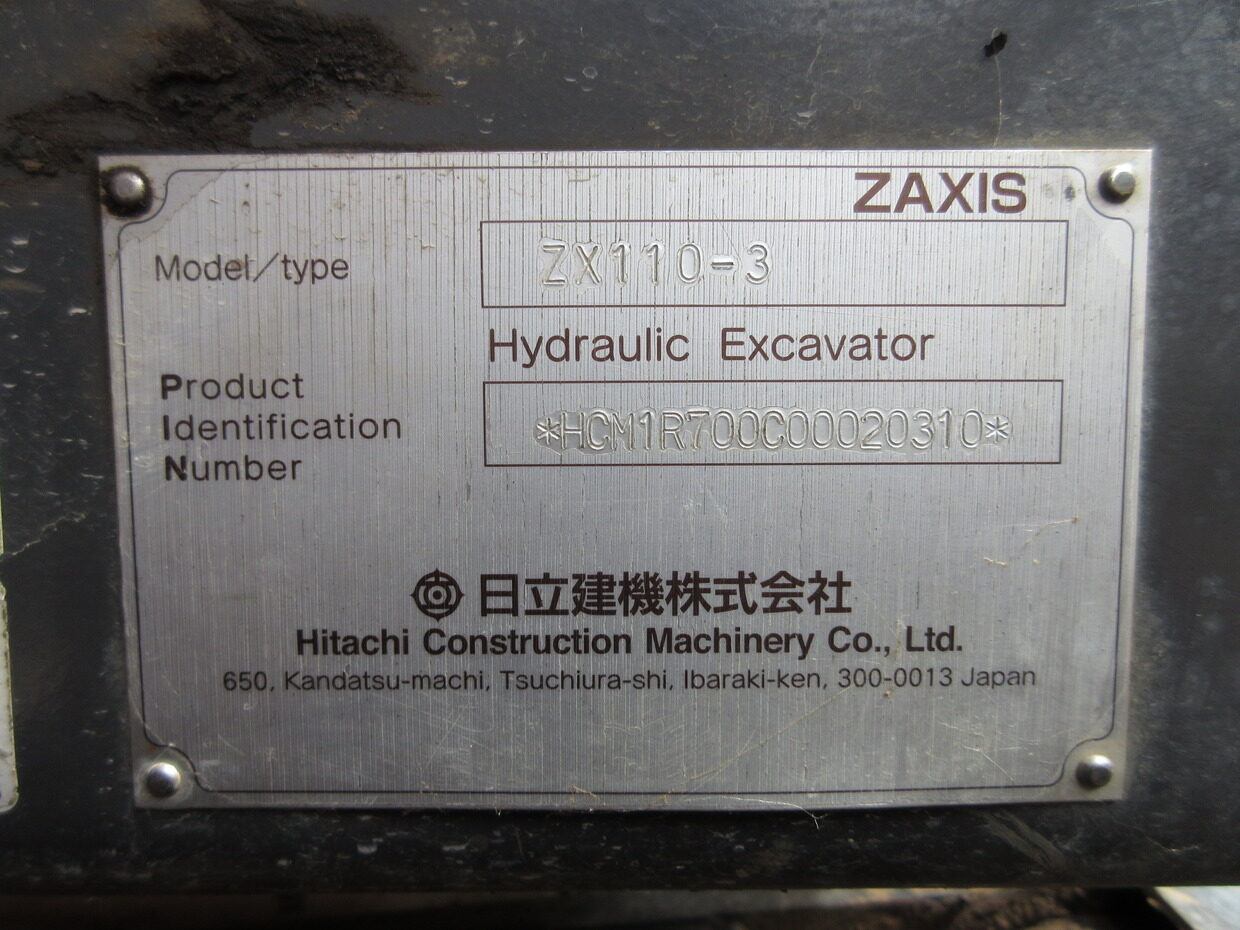 ZAXIS
Model/type ZX110-3
Hydraulic Excavator
Product
Identification *HCM1R700C00020310*
Number
日立建機株式会社
Hitachi Construction Machinery Co., Ltd.
650, Kandatsu-machi, Tsuchiura-shi, Ibaraki-ken, 300-0013 Japan